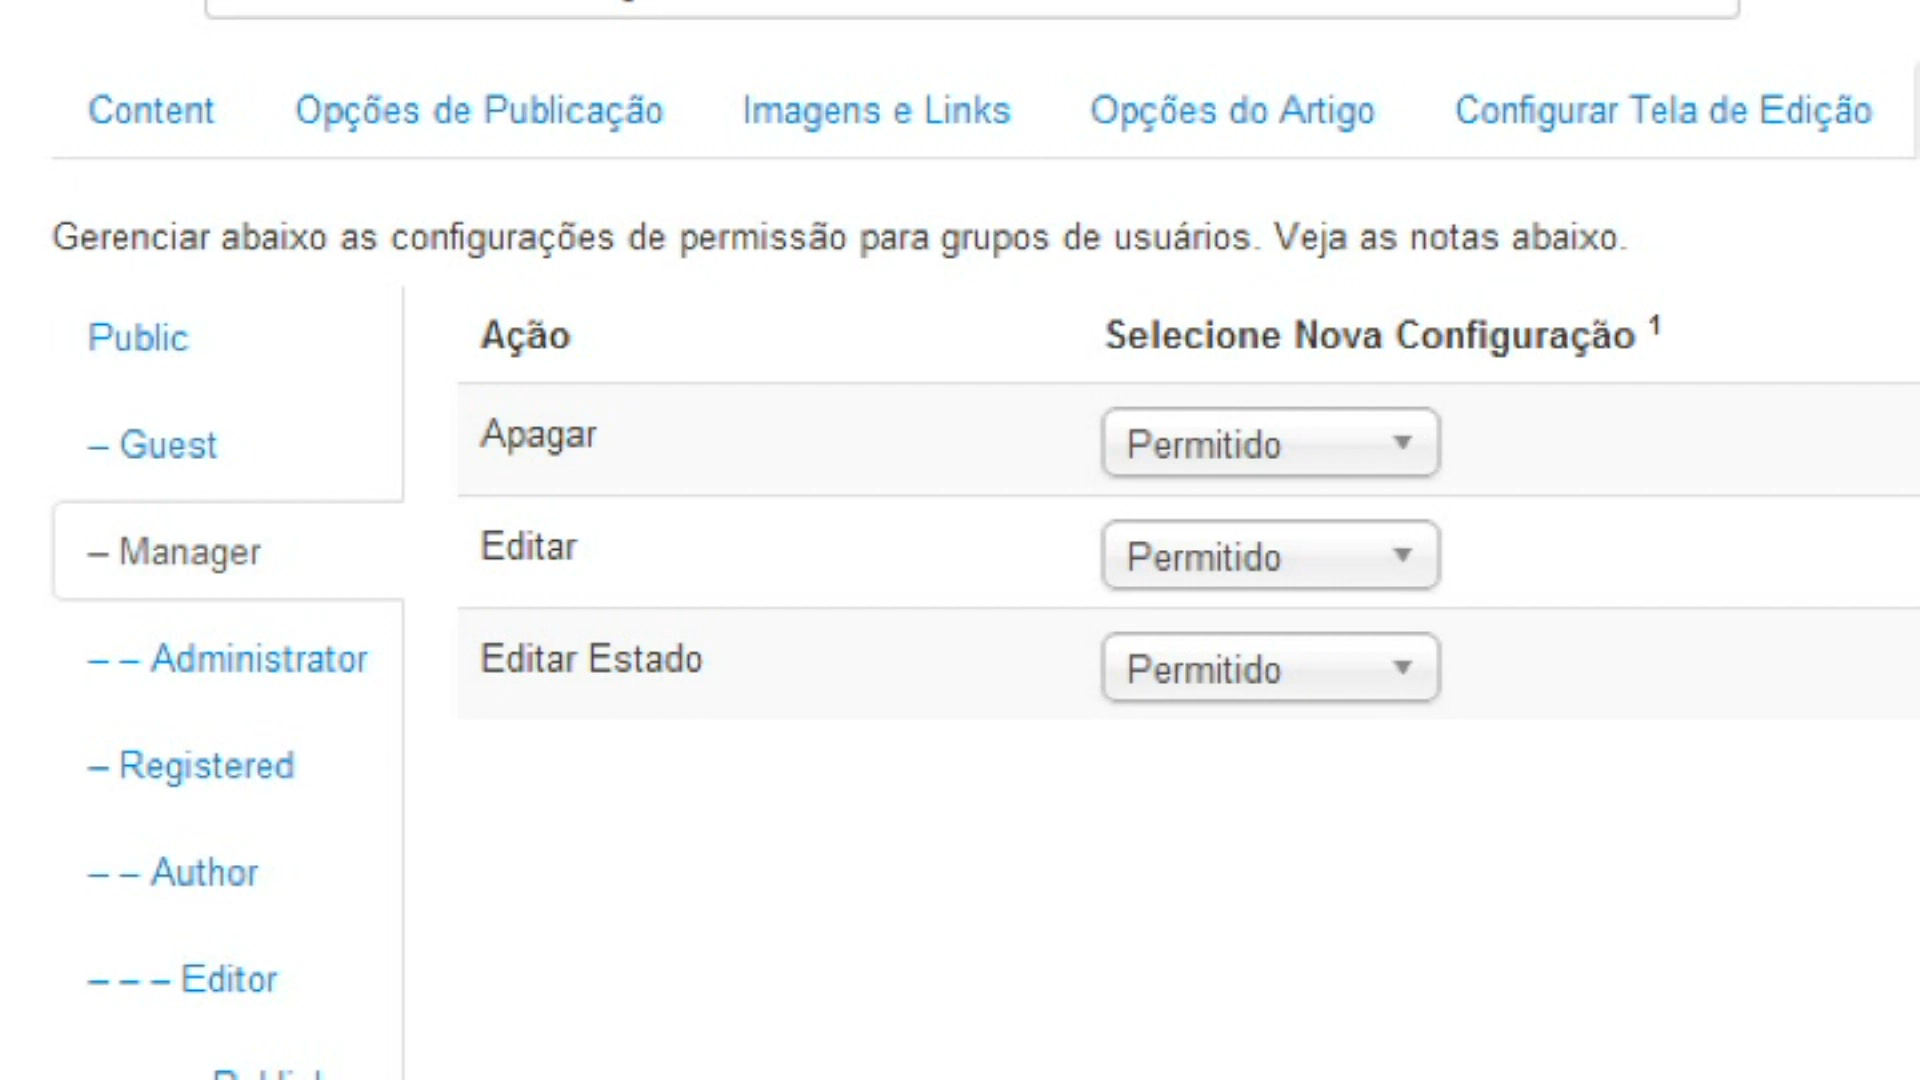 Content Opções de Publicação Imagens e Links Opções do Artigo Configurar Tela de Edição
Gerenciar abaixo as configurações de permissão para grupos de usuários. Veja as notas abaixo.
Public
– Guest
– Manager
– – Administrator
– Registered
– – Author
– – – Editor
Ação Selecione Nova Configuração 1
Apagar Permitido
Editar Permitido
Editar Estado Permitido